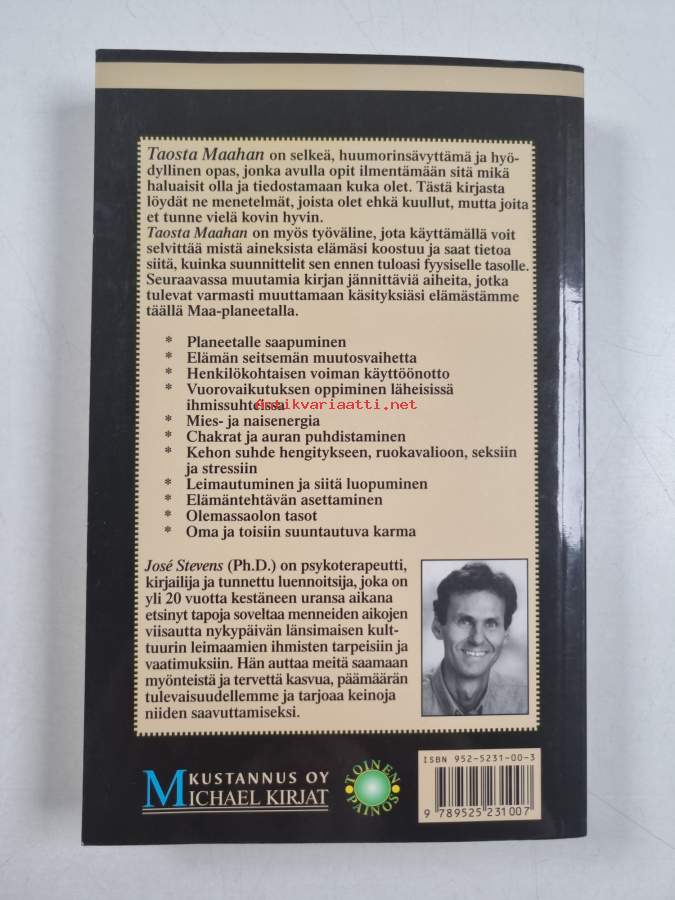 Taosta Maahan on selkeä, huumorinsävyttämä ja hyö-
dyllinen opas, jonka avulla opit ilmentämään sitä mikä
haluaisit olla ja tiedostamaan kuka olet. Tästä kirjasta
löydät ne menetelmät, joista olet ehkä kuullut, mutta joita
et tunne vielä kovin hyvin.
Taosta Maahan on myös työväline, jota käyttämällä voit
selvittää mistä aineksista elämäsi koostuu ja saat tietoa
siitä, kuinka suunnittelit sen ennen tuloasi fyysiselle tasolle.
Seuraavassa muutamia kirjan jännittäviä aiheita, jotka
tulevat varmasti muuttamaan käsityksiäsi elämästämme
täällä Maa-planeetalla.
* Planeetalle saapuminen
* Elämän seitsemän muutosvaihetta
* Henkilökohtaisen voiman käyttöönotto
* Vuorovaikutuksen oppiminen läheisissä
ihmissuhteissa
Antikvariaatti.net
* Mies- ja naisenergia
* Chakrat ja auran puhdistaminen
* Kehon suhde hengitykseen, ruokavalioon, seksiin
ja stressiin
* Leimautuminen ja siitä luopuminen
* Elämäntehtävän asettaminen
* Olemassaolon tasot
* Oma ja toisiin suuntautuva karma
José Stevens (Ph.D.) on psykoterapeutti,
kirjailija ja tunnettu luennoitsija, joka on
yli 20 vuotta kestäneen uransa aikana
etsinyt tapoja soveltaa menneiden aikojen
viisautta nykypäivän länsimaisen kult-
tuurin leimaamien ihmisten tarpeisiin ja
vaatimuksiin. Hän auttaa meitä saamaan
myönteistä ja tervettä kasvua, päämäärän
tulevaisuudellemme ja tarjoaa keinoja
niiden saavuttamiseksi.
KUSTANNUS OY
MICHAEL KIRJAT
TOINEN
PAINOS
ISBN 952-5231-00-3
9 789525 231007